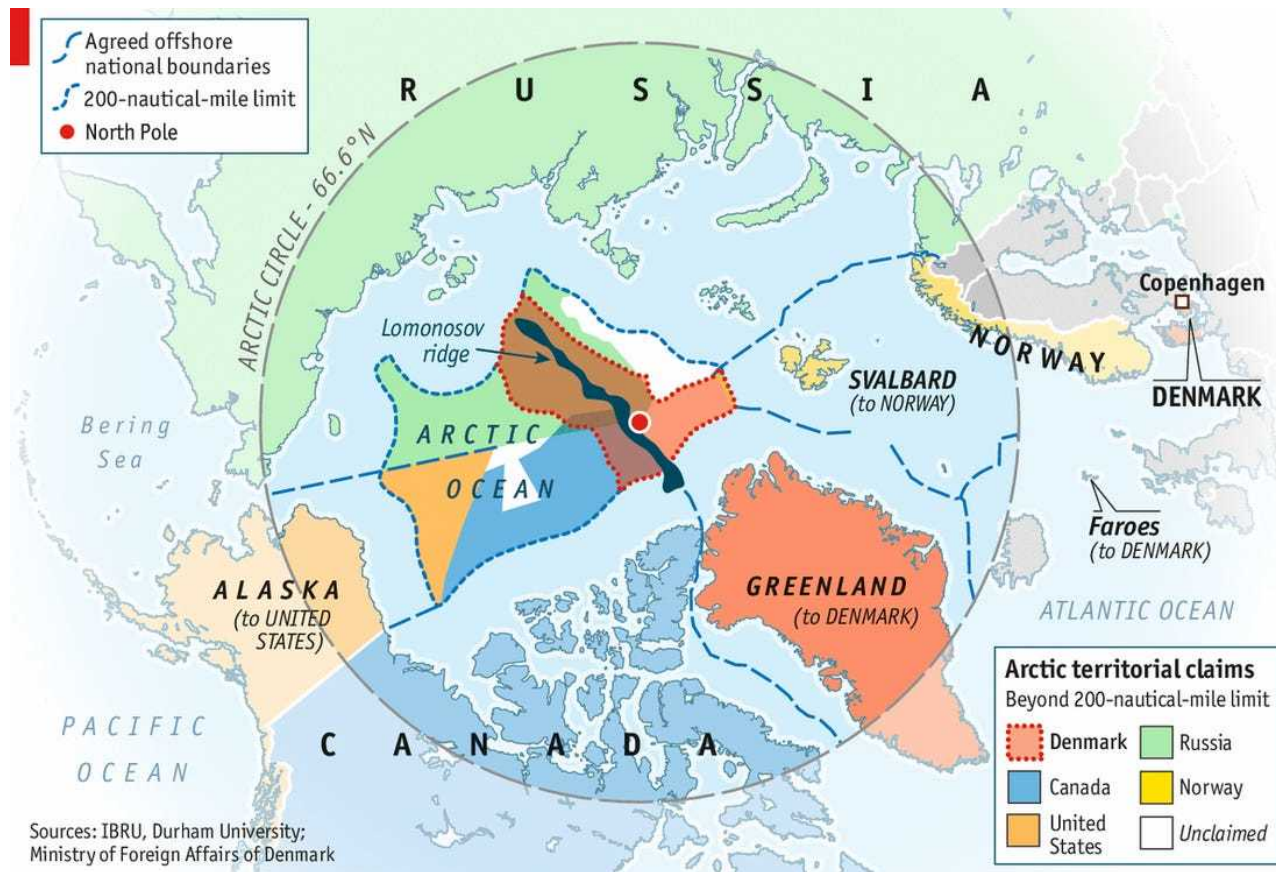 Agreed offshore
national boundaries
200-nautical-mile limit
North Pole
RUSSIA
ARCTIC CIRCLE - 66.6°N
Lomonosov
ridge
Copenhagen
NORWAY
DENMARK
SVALBARD
(to NORWAY)
Bering
Sea
ARCTIC
OCEAN
Faroes
(to DENMARK)
ALASKA
(to UNITED
STATES)
GREENLAND
(to DENMARK)
ATLANTIC OCEAN
PACIFIC
OCEAN
CANADA
Arctic territorial claims
Beyond 200-nautical-mile limit
Denmark
Russia
Canada
Norway
United
States
Unclaimed
Sources: IBRU, Durham University;
Ministry of Foreign Affairs of Denmark